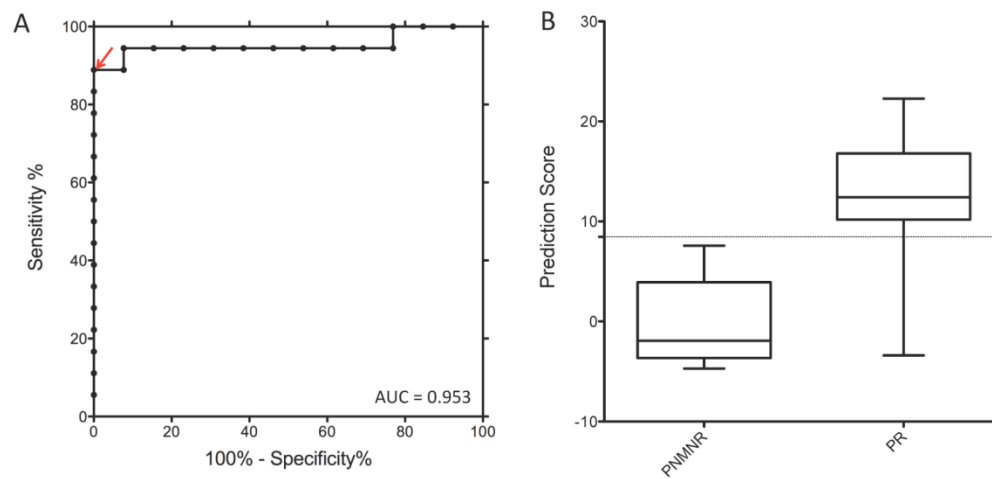 A
Sensitivity %
100
80
60
40
20
0
AUC = 0.953
0 20 40 60 80 100
100% - Specificity%
B
Prediction Score
30
20
10
0
-10
PNMNR
PR